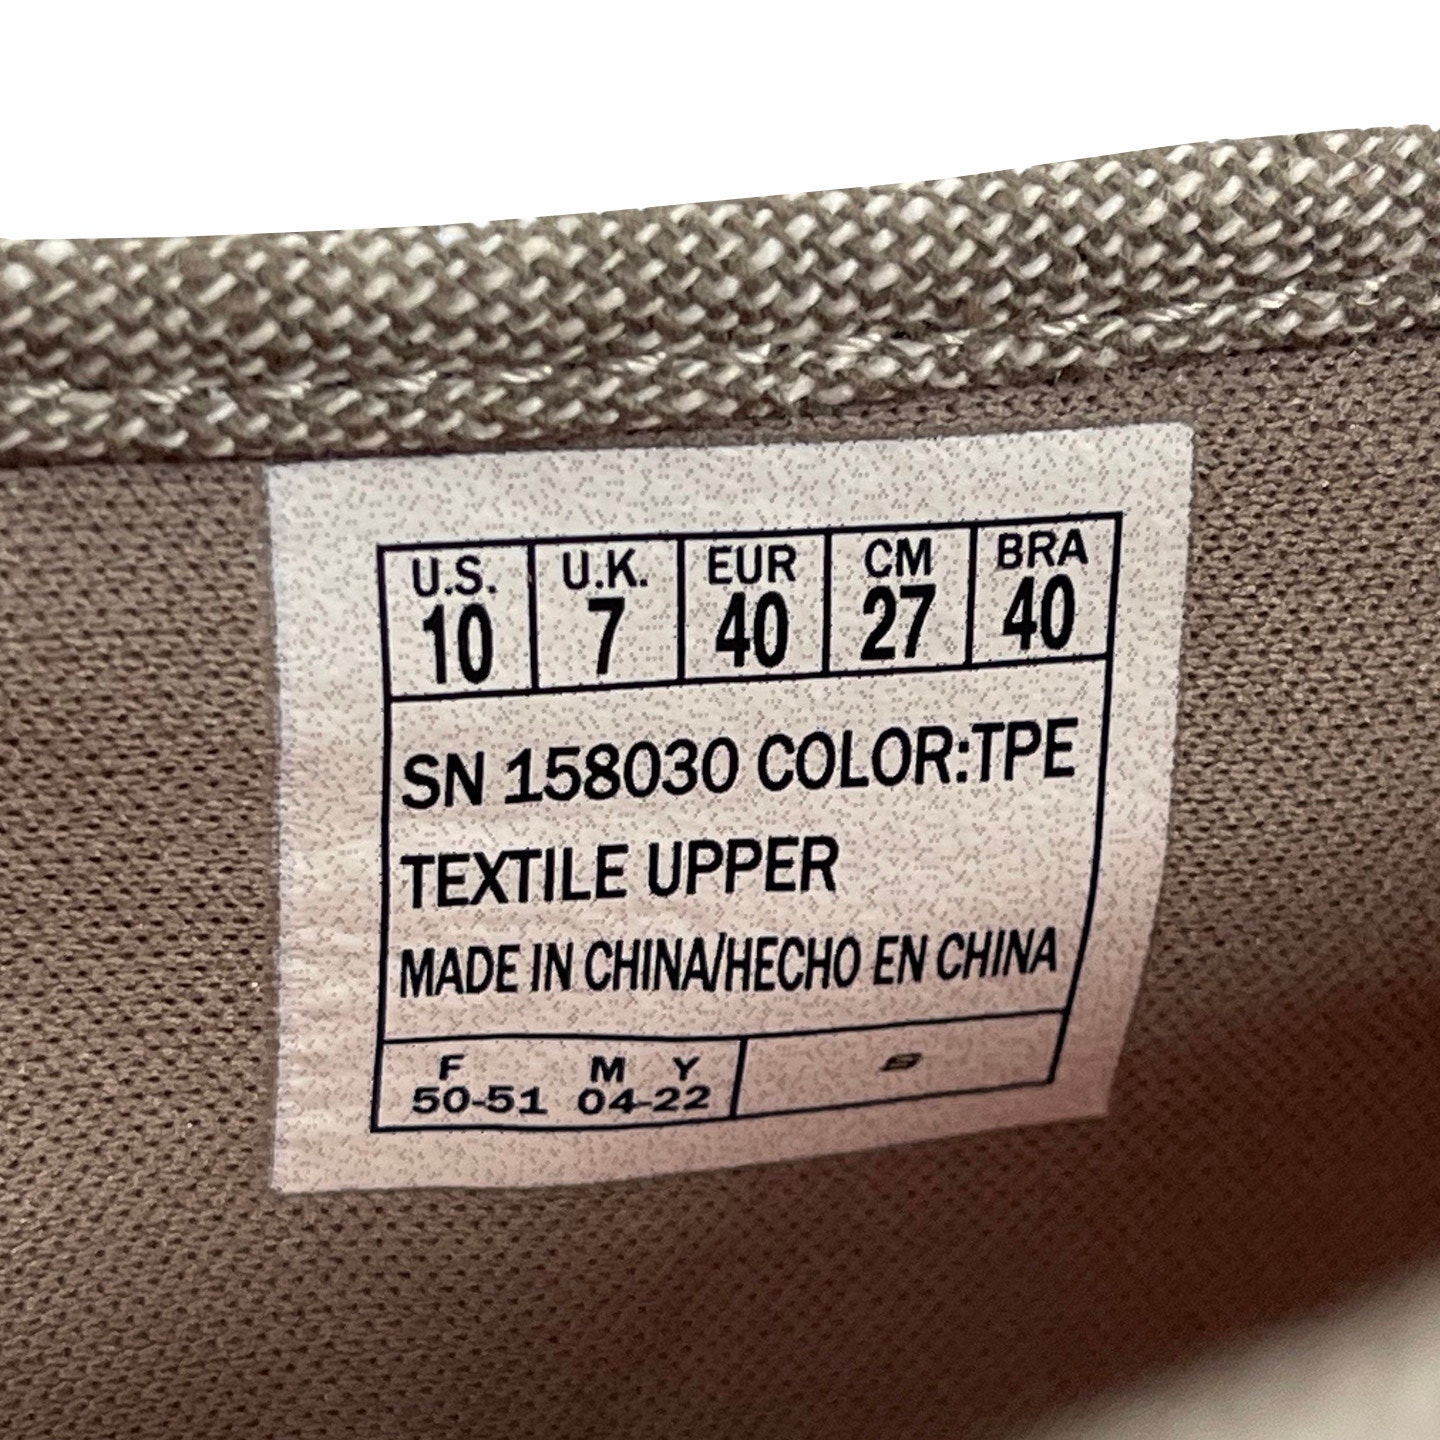 U.S. U.K. EUR CM BRA
10 7 40 27 40
SN 158030 COLOR:TPE
TEXTILE UPPER
MADE IN CHINA/HECHO EN CHINA
F M Y
50-51 04-22